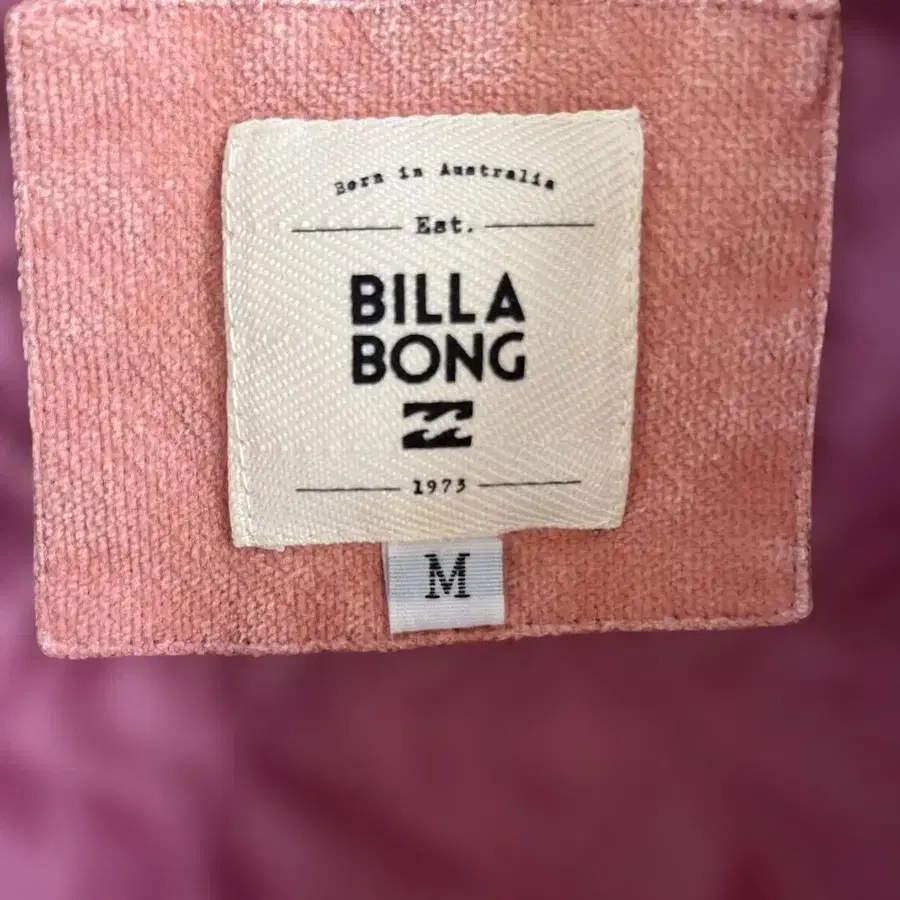 Born in Australia
Est.
BILLA
BONG
1973
M